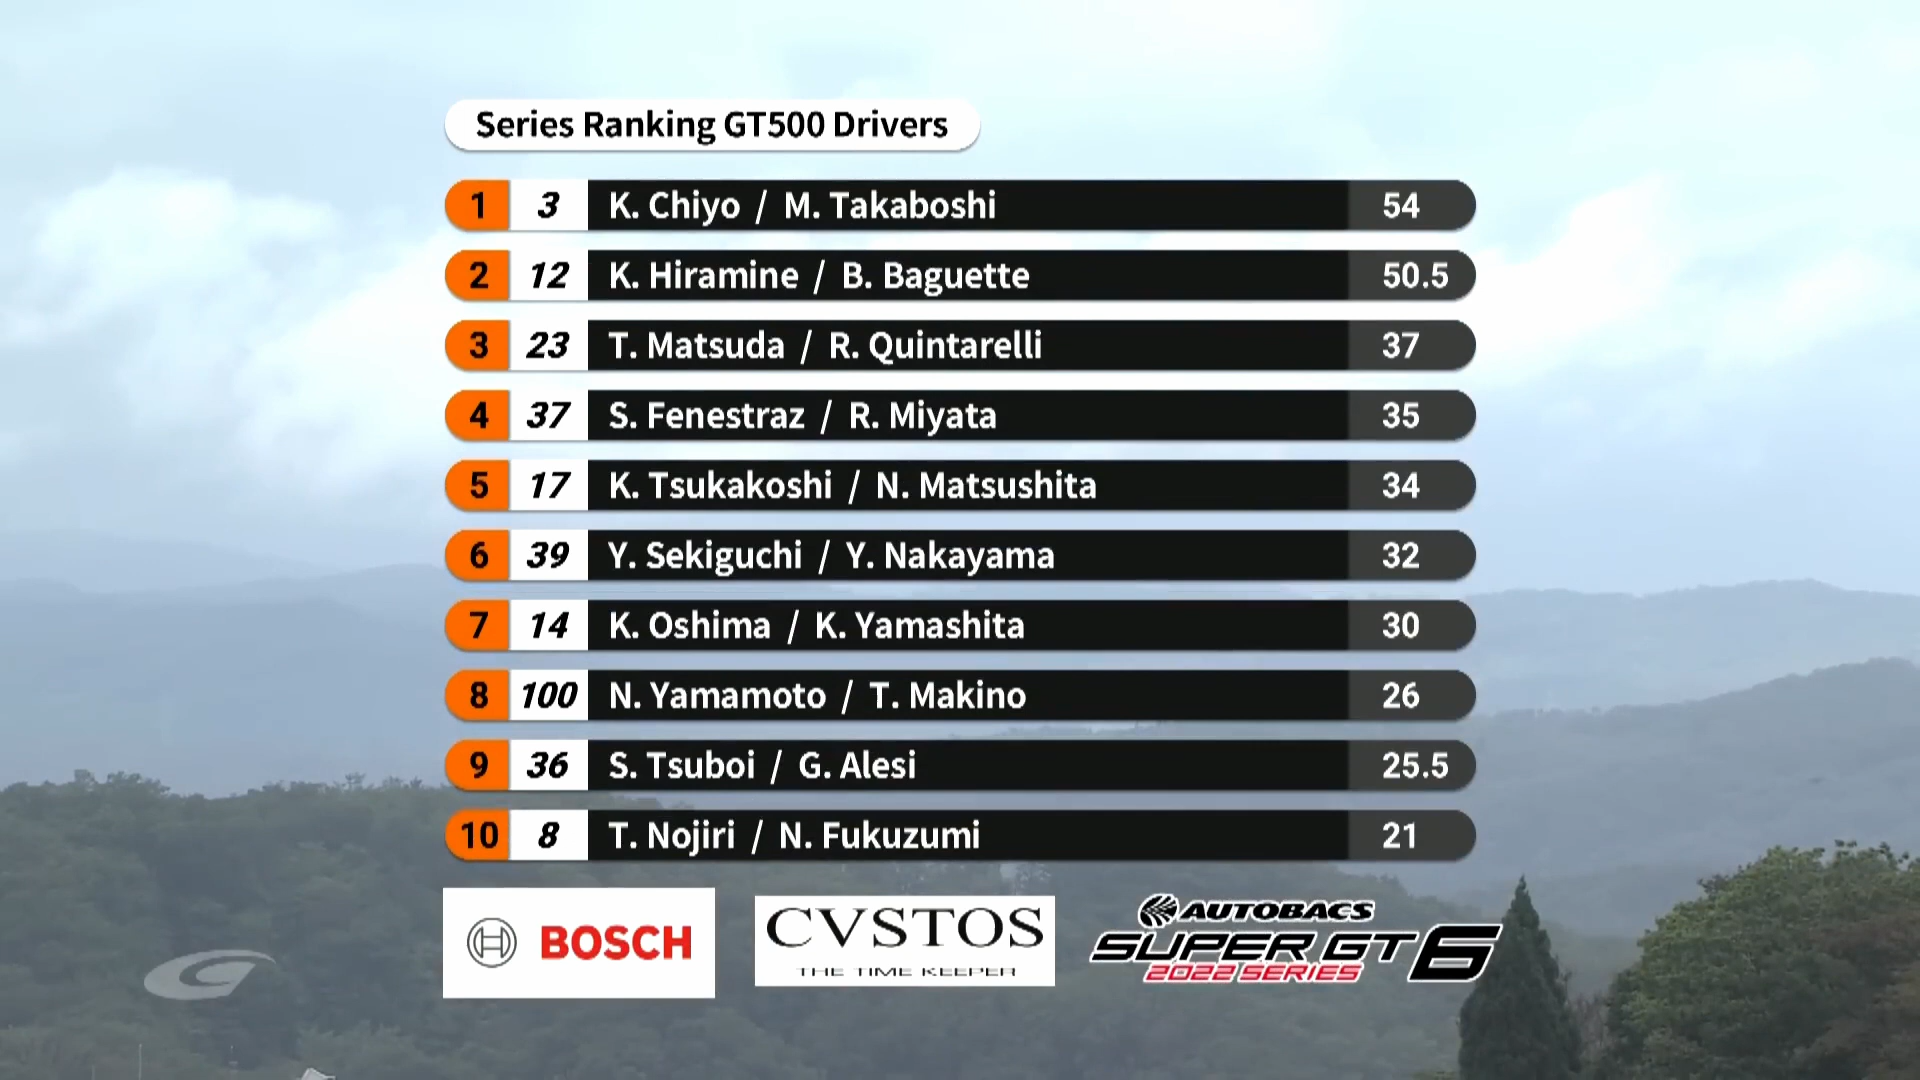 Series Ranking GT500 Drivers
1 3 K. Chiyo / M. Takaboshi 54
2 12 K. Hiramine / B. Baguette 50.5
3 23 T. Matsuda / R. Quintarelli 37
4 37 S. Fenestraz / R. Miyata 35
5 17 K. Tsukakoshi / N. Matsushita 34
6 39 Y. Sekiguchi / Y. Nakayama 32
7 14 K. Oshima / K. Yamashita 30
8 100 N. Yamamoto / T. Makino 26
9 36 S. Tsuboi / G. Alesi 25.5
10 8 T. Nojiri / N. Fukuzumi 21
BOSCH
CVSTOS
THE TIME KEEPER
AUTOBACS
SUPER GT 6
2022 SERIES